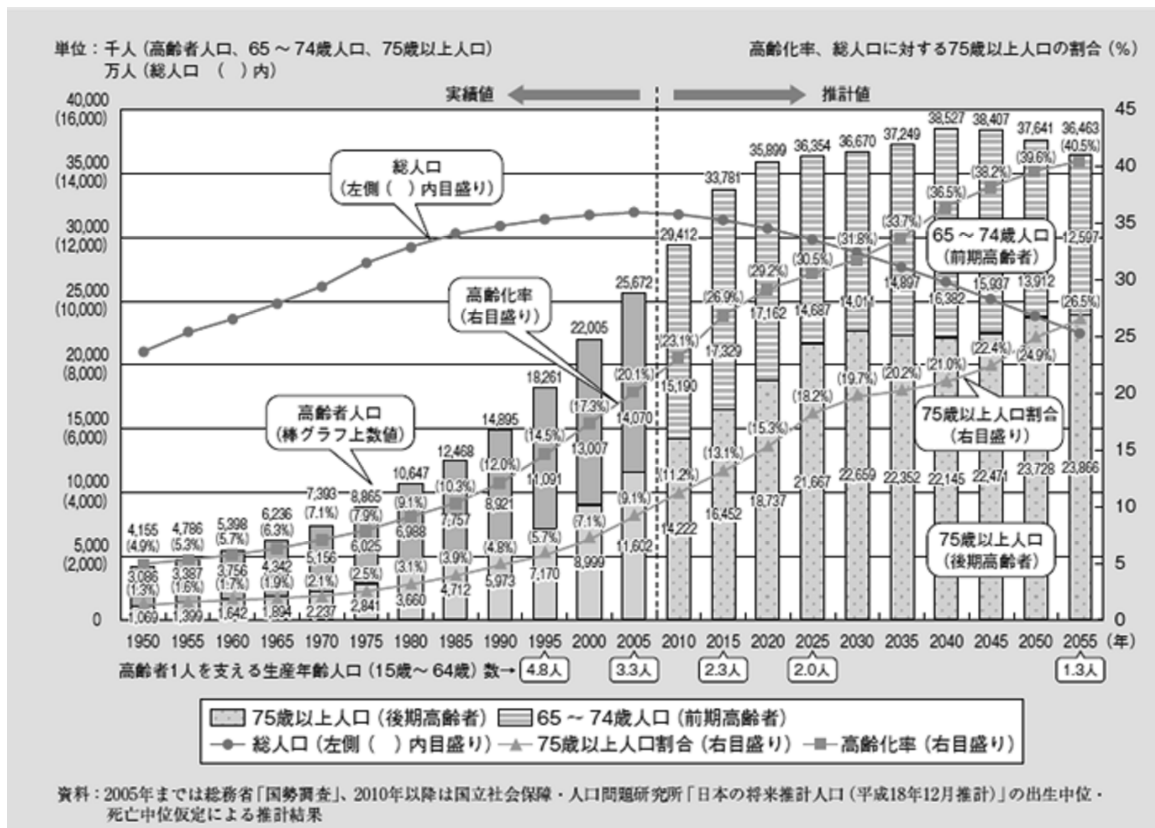 単位：千人（高齢者人口、65～74歳人口、75歳以上人口）
万人（総人口 （ ）内）
高齢化率、総人口に対する75歳以上人口の割合（%）
実績値
推計値
40,000
(16,000)
35,000
(14,000)
30,000
(12,000)
25,000
(10,000)
20,000
(8,000)
15,000
(6,000)
10,000
(4,000)
5,000
(2,000)
0
45
40
35
30
25
20
15
10
5
0
総人口
（左側（ ）内目盛り）
高齢化率
（右目盛り）
高齢者人口
（棒グラフ上数値）
65～74歳人口
（前期高齢者）
75歳以上人口割合
（右目盛り）
75歳以上人口
（後期高齢者）
4,155 4,786 5,398 6,236 7,393 8,865 10,647 12,468 14,895 18,261 22,005 25,672 29,412 33,781 35,899 36,354 36,670 37,249 38,527 38,407 37,641 36,463
(4.9%) (5.3%) (5.7%) (6.3%) (7.1%) (7.9%) (9.1%) (10.3%) (12.0%) (14.5%) (17.3%) (20.1%) (23.1%) (26.9%) (29.2%) (30.5%) (31.8%) (33.7%) (36.5%) (38.2%) (39.6%) (40.5%)
3,086 3,387 3,756 4,342 5,156 6,025 6,988 7,757 8,921 11,091 13,007 14,070 15,190 17,329 17,162 14,687 14,011 14,897 16,382 15,937 13,912 12,597
(1.3%) (1.6%) (1.7%) (1.9%) (2.1%) (2.5%) (3.1%) (3.9%) (4.8%) (5.7%) (7.1%) (9.1%) (11.2%) (13.1%) (15.3%) (18.2%) (19.7%) (20.2%) (21.0%) (22.4%) (24.9%) (26.5%)
1,069 1,399 1,642 1,894 2,237 2,841 3,660 4,712 5,973 7,170 8,999 11,602 14,222 16,452 18,737 21,667 22,659 22,352 22,145 22,471 23,728 23,866
1950 1955 1960 1965 1970 1975 1980 1985 1990 1995 2000 2005 2010 2015 2020 2025 2030 2035 2040 2045 2050 2055（年）
高齢者1人を支える生産年齢人口（15歳～64歳）数→ 4.8人 3.3人 2.3人 2.0人 1.3人
75歳以上人口（後期高齢者） 65～74歳人口（前期高齢者）
総人口（左側（ ）内目盛り） 75歳以上人口割合（右目盛り） 高齢化率（右目盛り）
資料：2005年までは総務省「国勢調査」、2010年以降は国立社会保障・人口問題研究所「日本の将来推計人口（平成18年12月推計）」の出生中位・
死亡中位仮定による推計結果